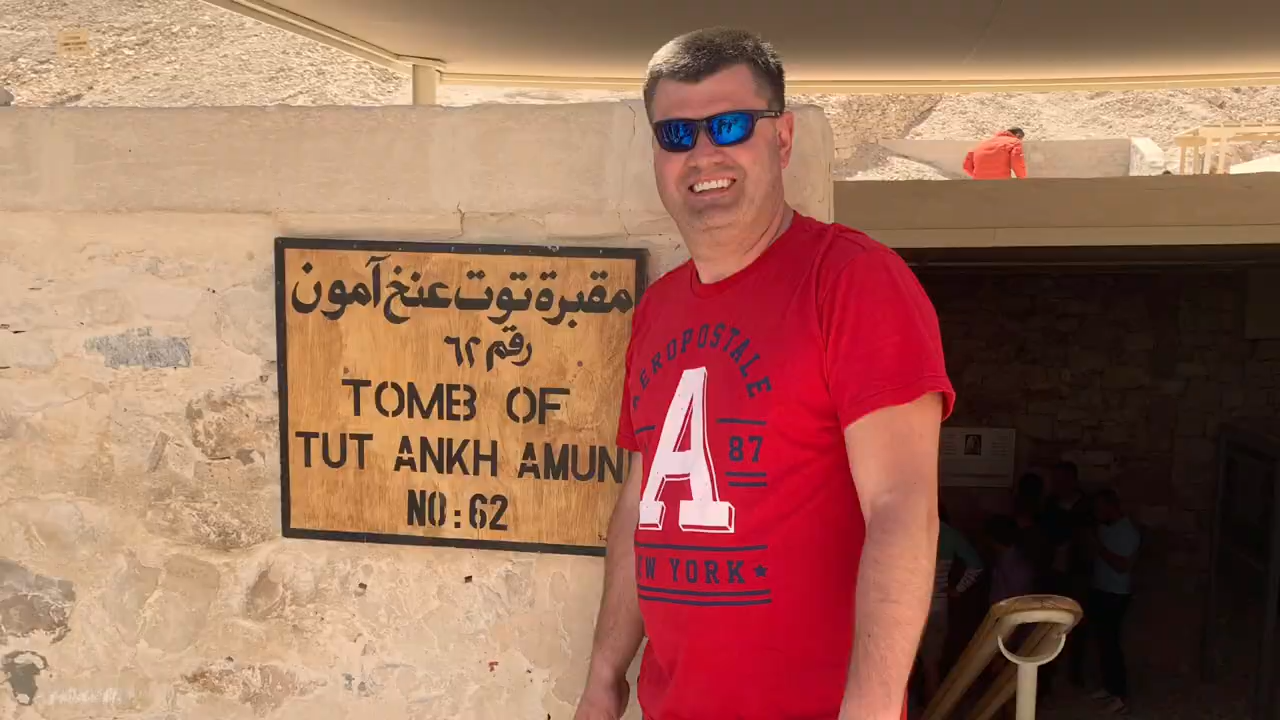 مقبرة توت عنخ آمون
رقم ٦٢
TOMB OF
TUT ANKH AMUN
NO: 62
AEROPOSTALE
A
87
NEW YORK